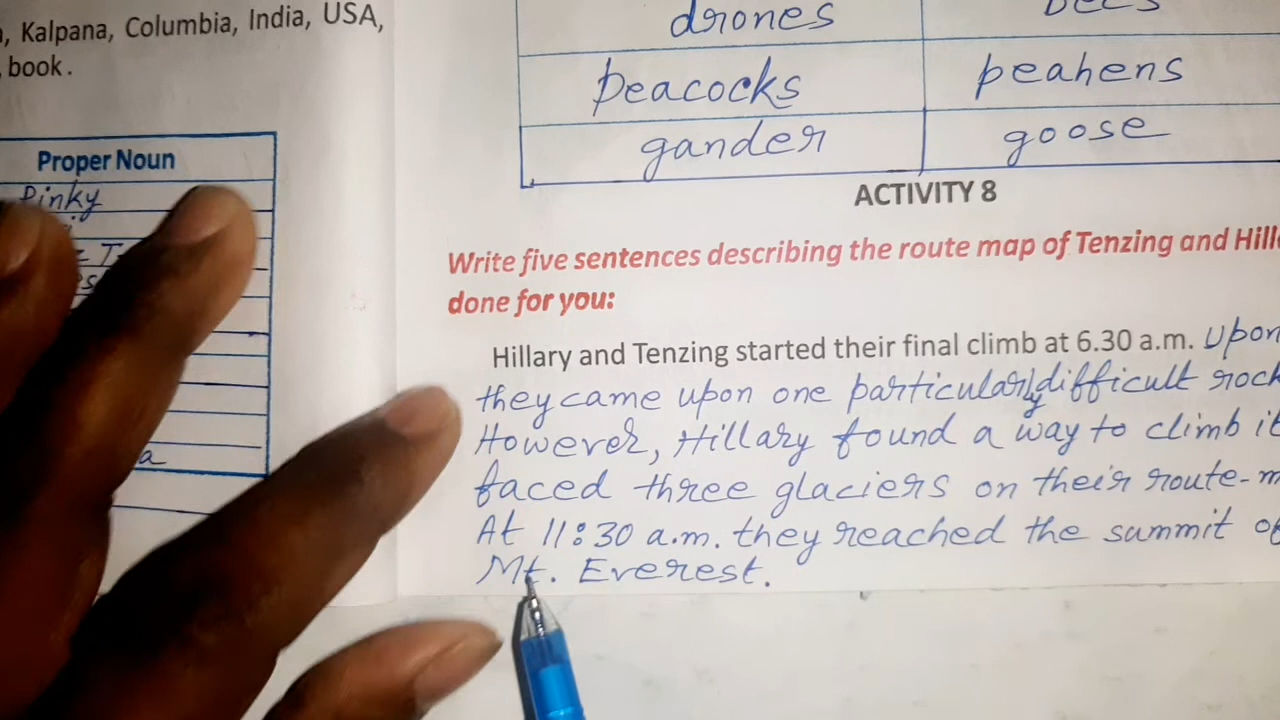 , Kalpana, Columbia, India, USA,
book.
Proper Noun
Pinky
a
drones
peacocks peahens
gander goose
ACTIVITY 8
Write five sentences describing the route map of Tenzing and Hill
done for you:
Hillary and Tenzing started their final climb at 6.30 a.m. Upon
they came upon one particularly difficult rock
However, Hillary found a way to climb it
faced three glaciers on their route-m
At 11:30 a.m. they reached the summit of
Mt. Everest.